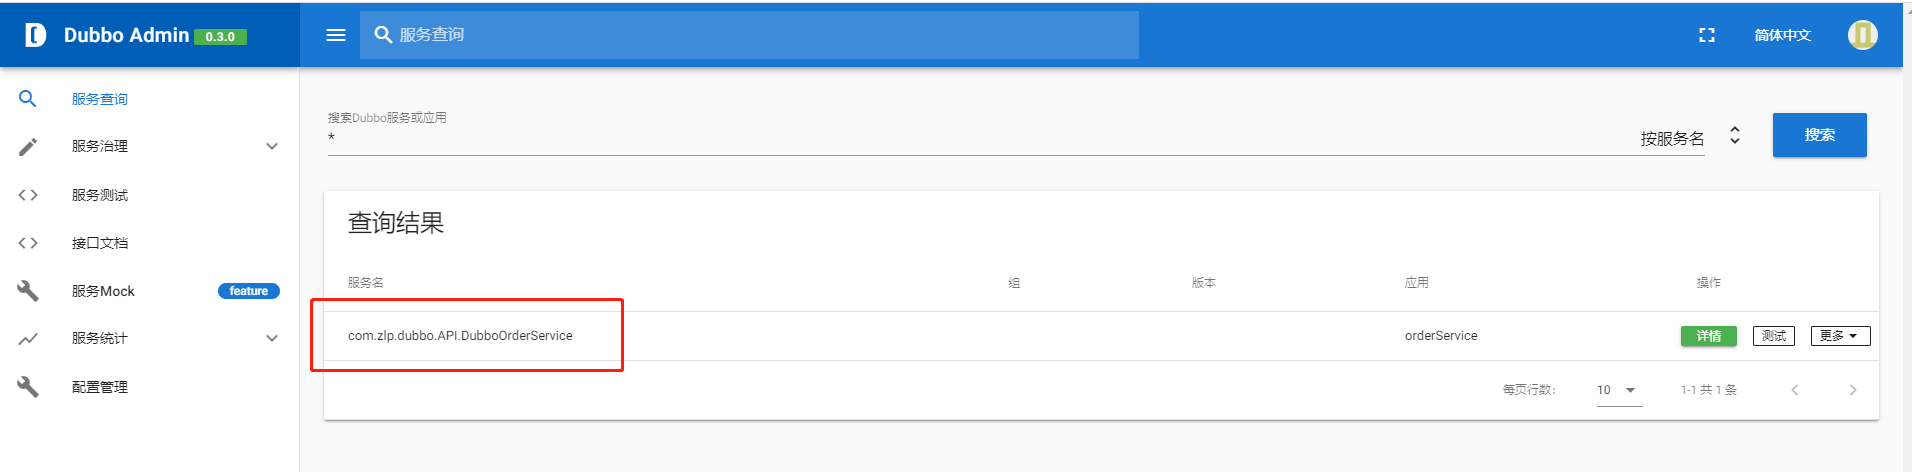 Dubbo Admin 0.3.0
服务查询
简体中文
服务查询
服务治理
服务测试
接口文档
服务Mock feature
服务统计
配置管理
搜索Dubbo服务或应用
*
按服务名
搜索
查询结果
服务名 组 版本 应用 操作
com.zlp.dubbo.API.DubboOrderService orderService 详情 测试 更多
每页行数: 10 1-1 共 1 条